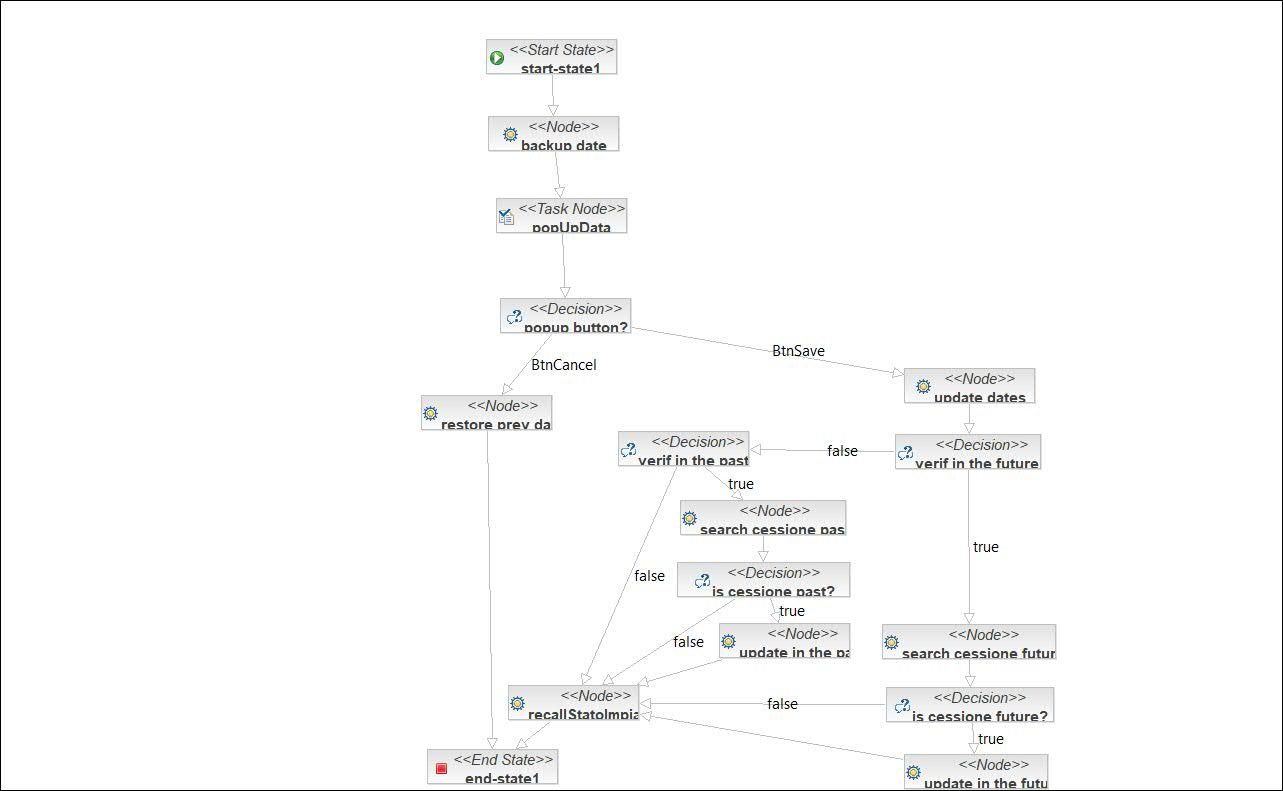 <<Start State>>
start-state1
<<Node>>
backup date
<<Task Node>>
popUpData
<<Decision>>
popup button?
BtnCancel
BtnSave
<<Node>>
update dates
<<Node>>
restore prev da
<<Decision>>
verif in the past
false
<<Decision>>
verif in the future
true
<<Node>>
search cessione pas
true
false
<<Decision>>
is cessione past?
true
false
<<Node>>
update in the pa
<<Node>>
search cessione futur
<<Node>>
recallStatoImpia
false
<<Decision>>
is cessione future?
true
<<End State>>
end-state1
<<Node>>
update in the futu